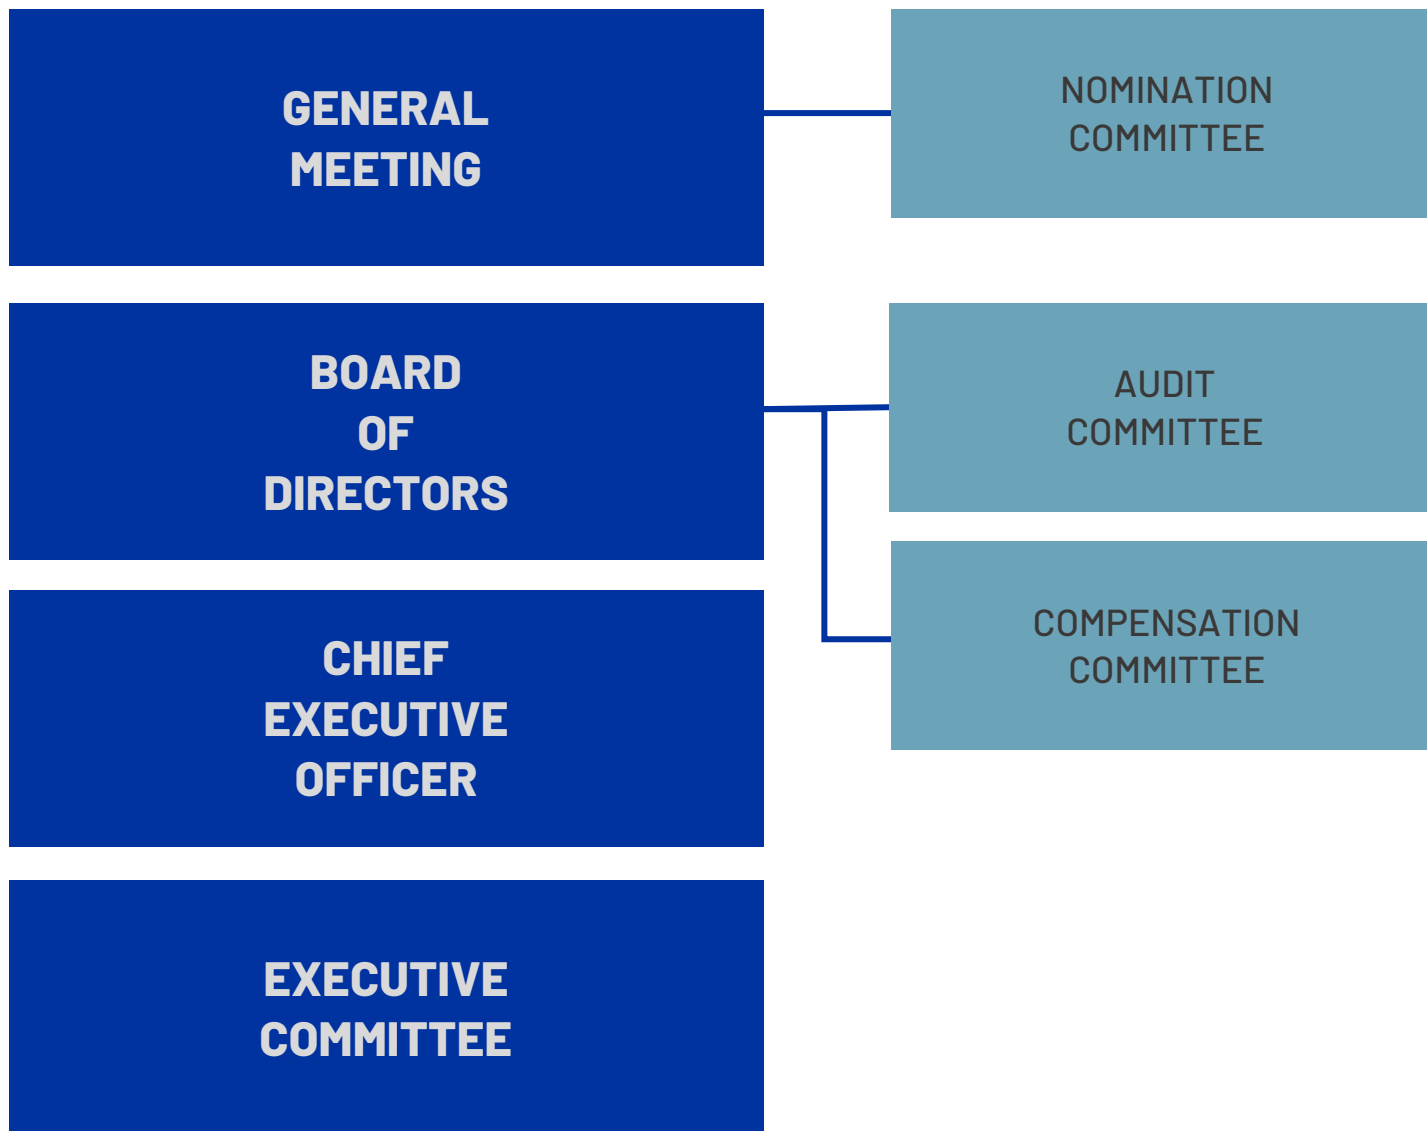 GENERAL
MEETING
NOMINATION
COMMITTEE
BOARD
OF
DIRECTORS
AUDIT
COMMITTEE
COMPENSATION
COMMITTEE
CHIEF
EXECUTIVE
OFFICER
EXECUTIVE
COMMITTEE